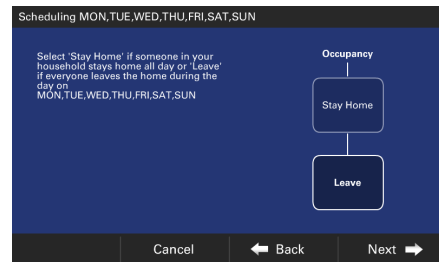 Scheduling MON,TUE,WED,THU,FRI,SAT,SUN
Select 'Stay Home' if someone in your
household stays home all day or 'Leave'
if everyone leaves the home during the
day on
MON,TUE,WED,THU,FRI,SAT,SUN
Occupancy
Stay Home
Leave
Cancel
Back
Next